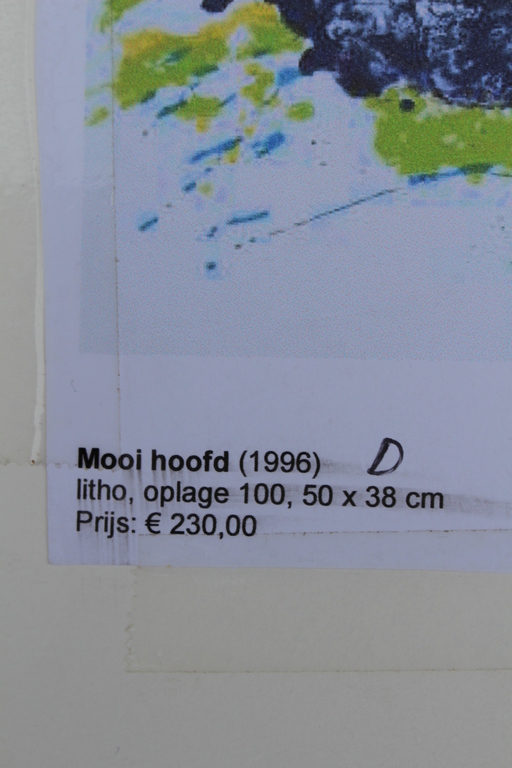 Mooi hoofd (1996) D
litho, oplage 100, 50 x 38 cm
Prijs: € 230,00